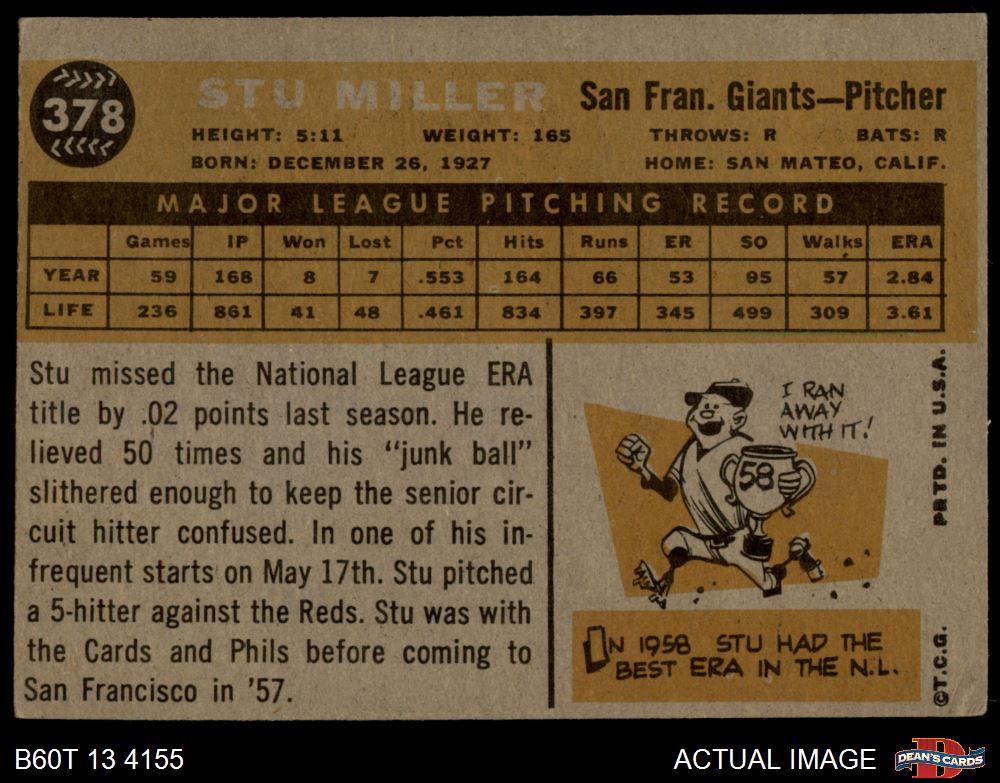 378
STU MILLER San Fran. Giants—Pitcher
HEIGHT: 5:11 WEIGHT: 165 THROWS: R BATS: R
BORN: DECEMBER 26, 1927 HOME: SAN MATEO, CALIF.
MAJOR LEAGUE PITCHING RECORD
Games IP Won Lost Pct Hits Runs ER SO Walks ERA
YEAR 59 168 8 7 .553 164 66 53 95 57 2.84
LIFE 236 861 41 48 .461 834 397 345 499 309 3.61
Stu missed the National League ERA
title by .02 points last season. He re-
lieved 50 times and his “junk ball”
slithered enough to keep the senior cir-
cuit hitter confused. In one of his in-
frequent starts on May 17th. Stu pitched
a 5-hitter against the Reds. Stu was with
the Cards and Phils before coming to
San Francisco in '57.
I RAN
AWAY
WITH IT!
58
IN 1958 STU HAD THE
BEST ERA IN THE N.L.
PRTD. IN U.S.A.
©T.C.G.
B60T 13 4155 ACTUAL IMAGE
D
DEAN'S CARDS